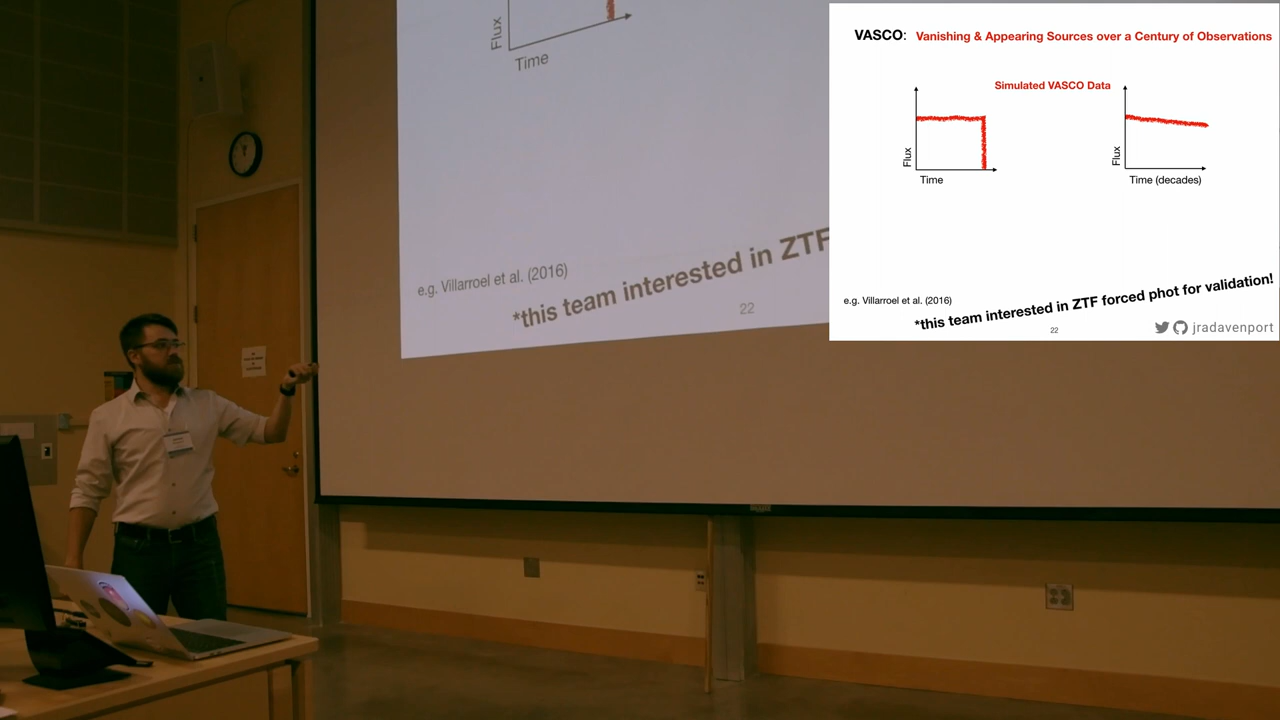 Flux
Time
e.g. Villarroel et al. (2016)
*this team interested in ZTF
22
VASCO: Vanishing & Appearing Sources over a Century of Observations
Simulated VASCO Data
Flux
Time
Flux
Time (decades)
e.g. Villarroel et al. (2016)
*this team interested in ZTF forced phot for validation!
22
jradavenport